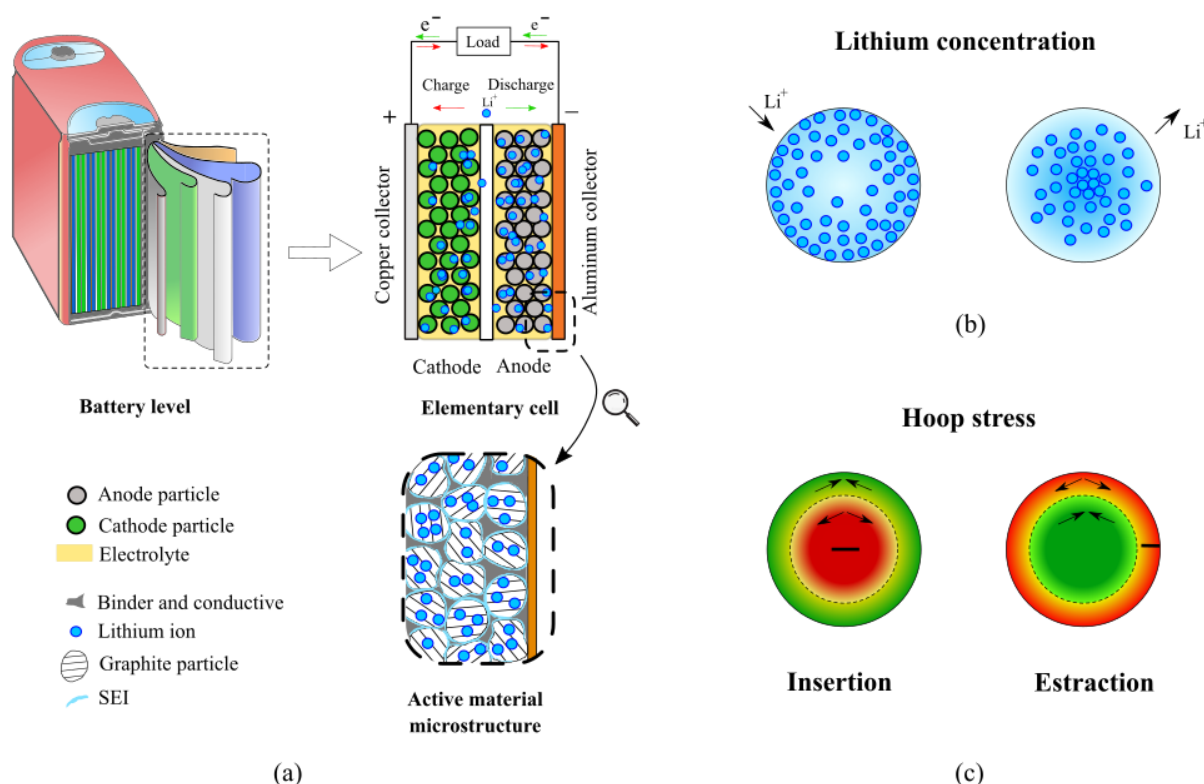 e⁻
e⁻
Load
Charge
Discharge
Li⁺
+
−
Copper collector
Aluminum collector
Cathode
Anode
Battery level
Elementary cell
Anode particle
Cathode particle
Electrolyte
Binder and conductive
Lithium ion
Graphite particle
SEI
Active material
microstructure
(a)
Lithium concentration
Li⁺
Li⁺
(b)
Hoop stress
Insertion
Estraction
(c)